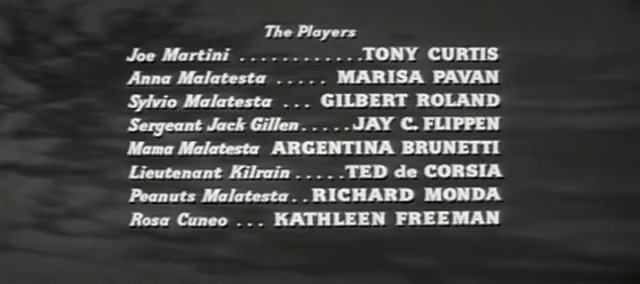 The Players
Joe Martini ............TONY CURTIS
Anna Malatesta ..... MARISA PAVAN
Sylvio Malatesta ... GILBERT ROLAND
Sergeant Jack Gillen.....JAY C. FLIPPEN
Mama Malatesta ARGENTINA BRUNETTI
Lieutenant Kilrain.....TED de CORSIA
Peanuts Malatesta..RICHARD MONDA
Rosa Cuneo ... KATHLEEN FREEMAN